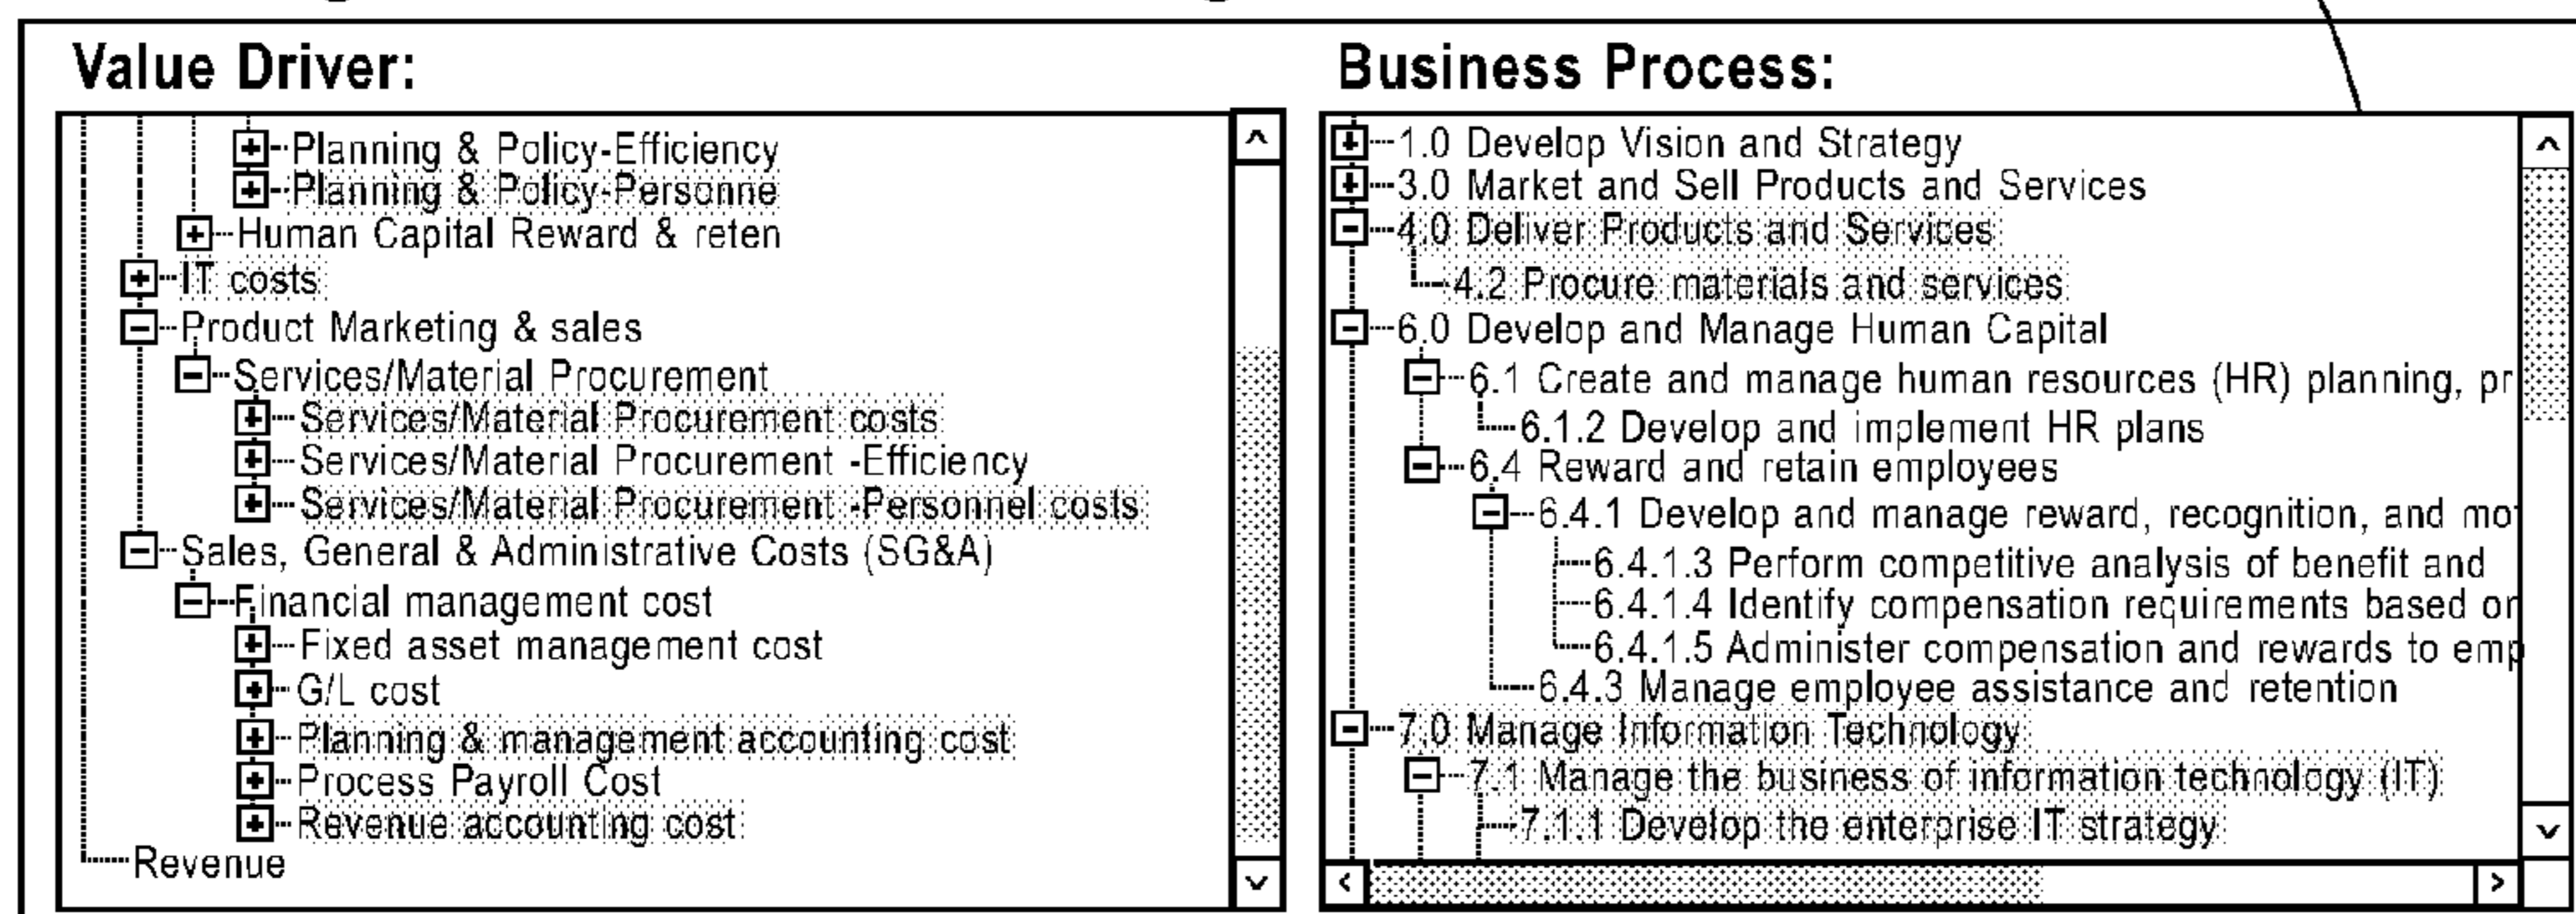 Value Driver:
Planning & Policy-Efficiency
Planning & Policy-Personne
Human Capital Reward & reten
IT costs
Product Marketing & sales
Services/Material Procurement
Services/Material Procurement costs
Services/Material Procurement -Efficiency
Services/Material Procurement -Personnel costs
Sales, General & Administrative Costs (SG&A)
Financial management cost
Fixed asset management cost
G/L cost
Planning & management accounting cost
Process Payroll Cost
Revenue accounting cost
Revenue
Business Process:
1.0 Develop Vision and Strategy
3.0 Market and Sell Products and Services
4.0 Deliver Products and Services
4.2 Procure materials and services
6.0 Develop and Manage Human Capital
6.1 Create and manage human resources (HR) planning, pr
6.1.2 Develop and implement HR plans
6.4 Reward and retain employees
6.4.1 Develop and manage reward, recognition, and mot
6.4.1.3 Perform competitive analysis of benefit and
6.4.1.4 Identify compensation requirements based or
6.4.1.5 Administer compensation and rewards to emp
6.4.3 Manage employee assistance and retention
7.0 Manage Information Technology
7.1 Manage the business of information technology (IT)
7.1.1 Develop the enterprise IT strategy